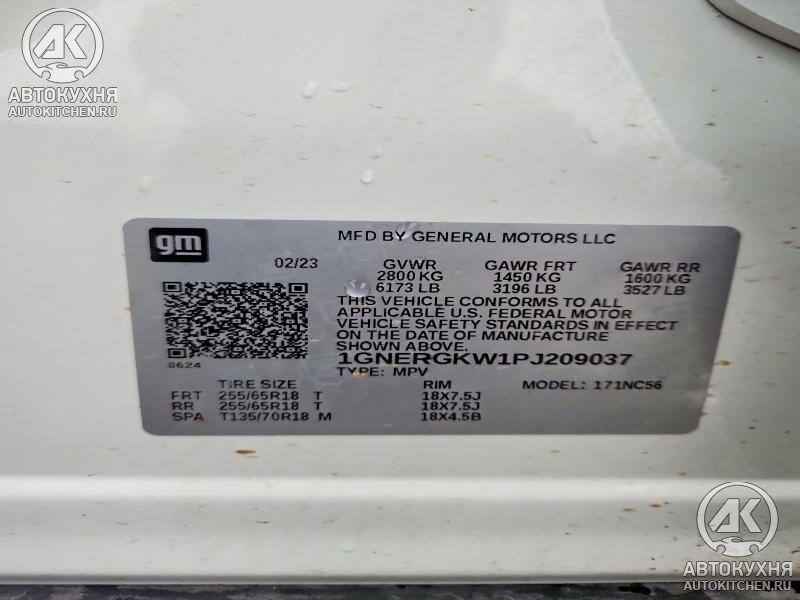 AK
АВТОКУХНЯ
AUTOKITCHEN.RU
gm
MFD BY GENERAL MOTORS LLC
02/23 GVWR GAWR FRT GAWR RR
2800 KG 1450 KG 1600 KG
6173 LB 3196 LB 3527 LB
THIS VEHICLE CONFORMS TO ALL
APPLICABLE U.S. FEDERAL MOTOR
VEHICLE SAFETY STANDARDS IN EFFECT
ON THE DATE OF MANUFACTURE
SHOWN ABOVE.
1GNERGKW1PJ209037
8624 TYPE: MPV MODEL: 171NC56
TIRE SIZE RIM
FRT 255/65R18 T 18X7.5J
RR 255/65R18 T 18X7.5J
SPA T135/70R18 M 18X4.5B
AK
АВТОКУХНЯ
AUTOKITCHEN.RU